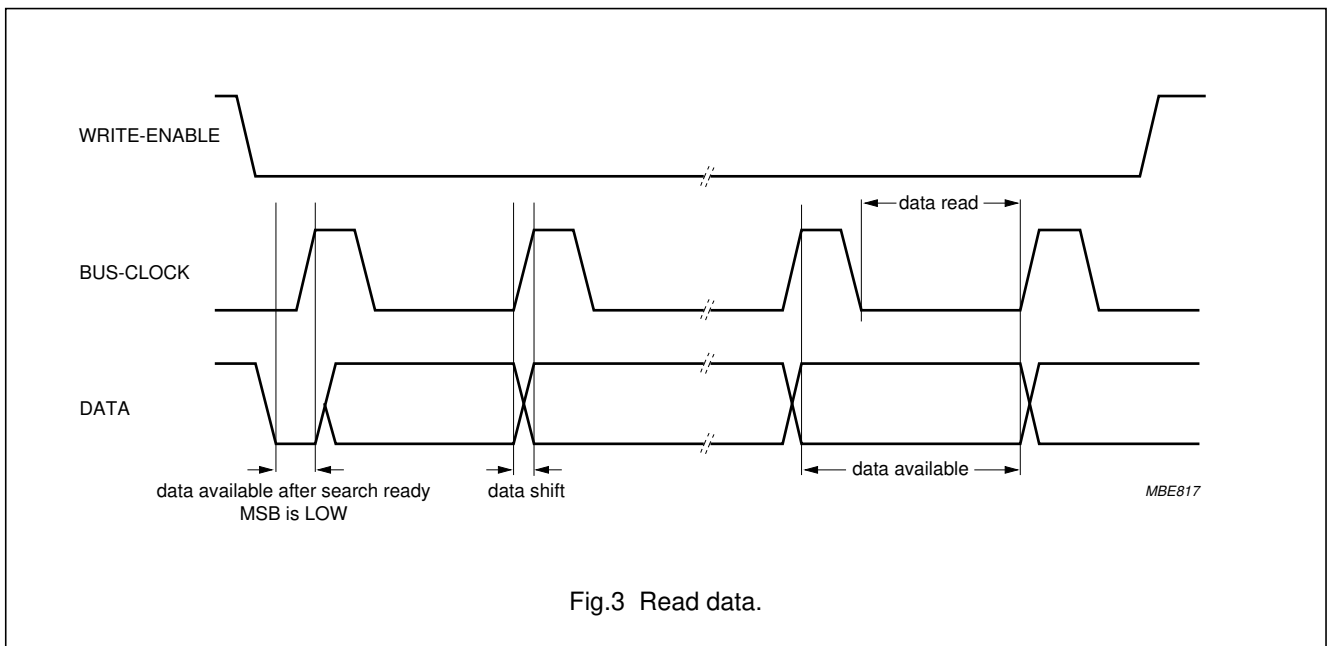 WRITE-ENABLE
data read
BUS-CLOCK
DATA
data available
data available after search ready
MSB is LOW
data shift
MBE817
Fig.3 Read data.